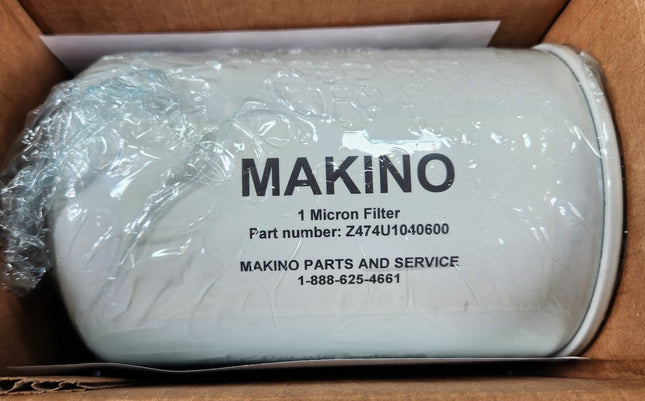 MAKINO
1 Micron Filter
Part number: Z474U1040600
MAKINO PARTS AND SERVICE
1-888-625-4661